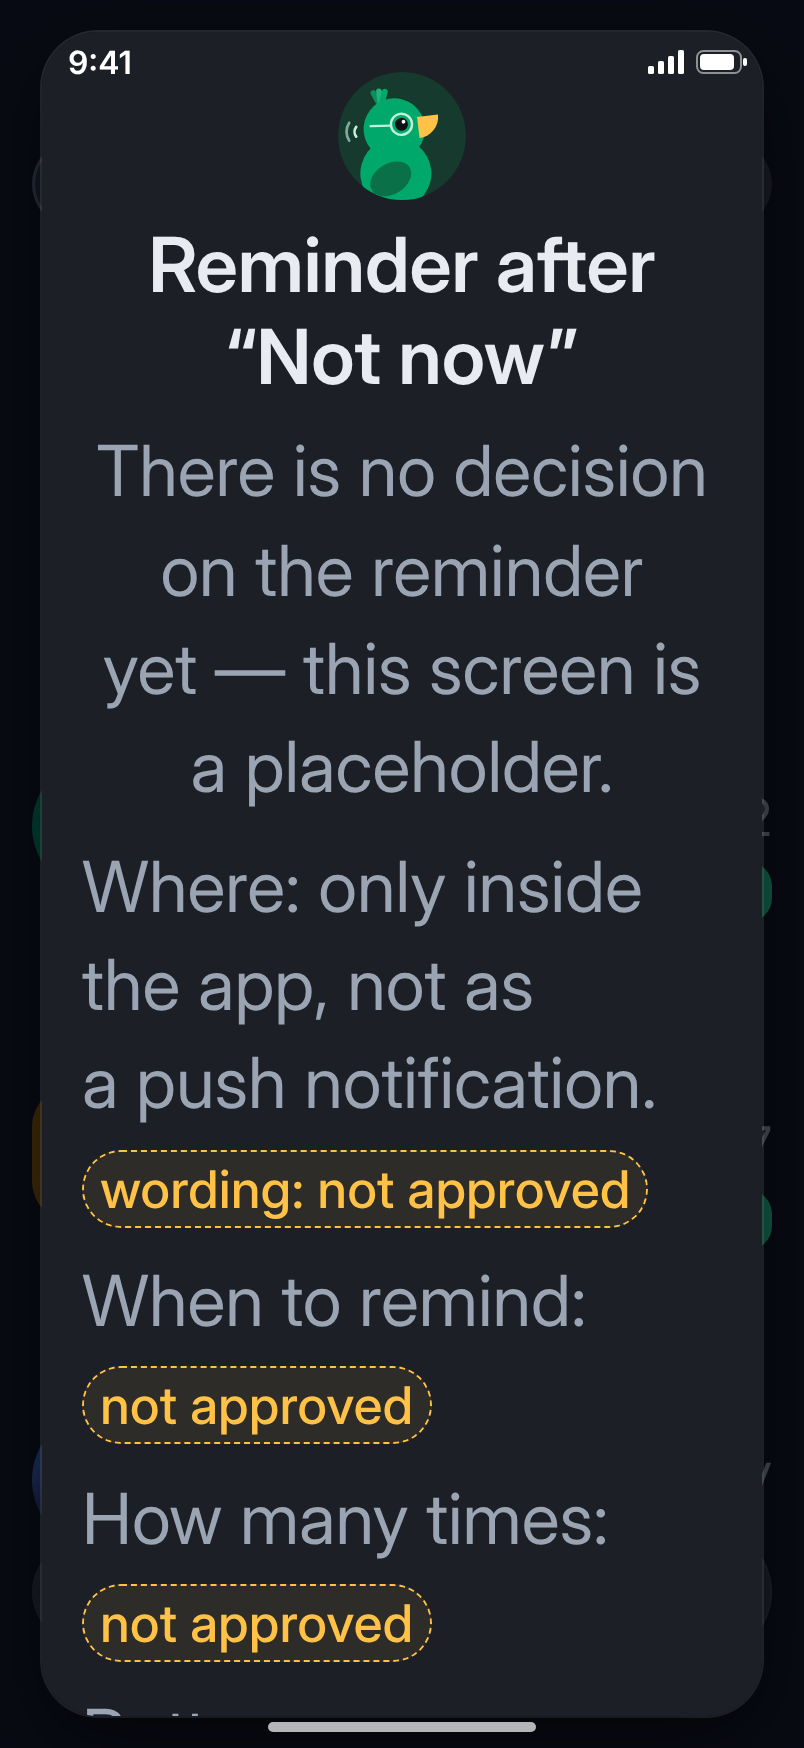 9:41
Reminder after
“Not now”
There is no decision
on the reminder
yet — this screen is
a placeholder.
Where: only inside
the app, not as
a push notification.
wording: not approved
When to remind:
not approved
How many times:
not approved